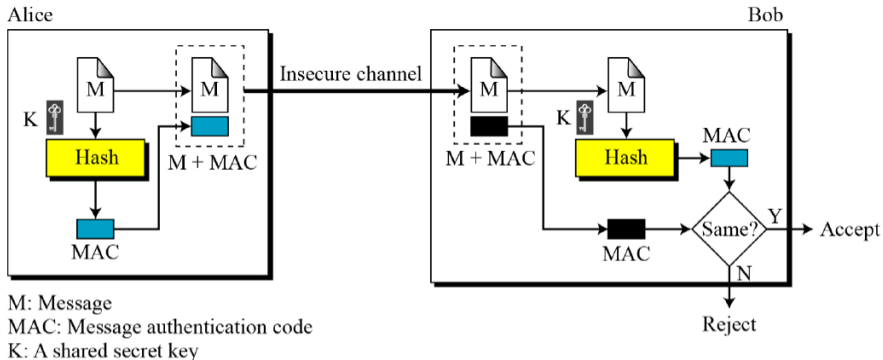 Alice
Bob
M
M
Insecure channel
M
M
K
K
Hash
M + MAC
M + MAC
Hash
MAC
MAC
MAC
Same?
Y
Accept
N
Reject
M: Message
MAC: Message authentication code
K: A shared secret key